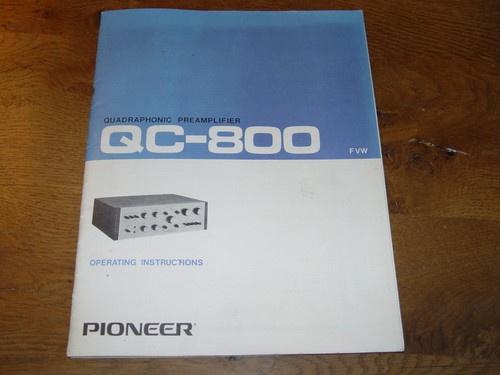 QUADRAPHONIC PREAMPLIFIER
QC-800
FVW
OPERATING INSTRUCTIONS
PIONEER